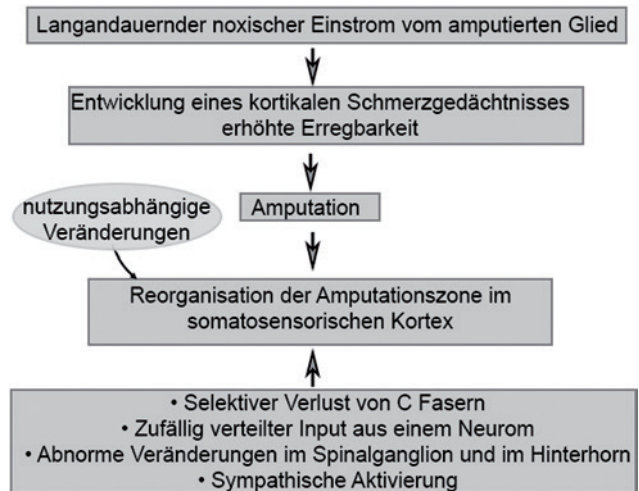 Langandauernder noxischer Einstrom vom amputierten Glied
Entwicklung eines kortikalen Schmerzgedächtnisses
erhöhte Erregbarkeit
nutzungsabhängige
Veränderungen
Amputation
Reorganisation der Amputationszone im
somatosensorischen Kortex
• Selektiver Verlust von C Fasern
• Zufällig verteilter Input aus einem Neurom
• Abnorme Veränderungen im Spinalganglion und im Hinterhorn
• Sympathische Aktivierung